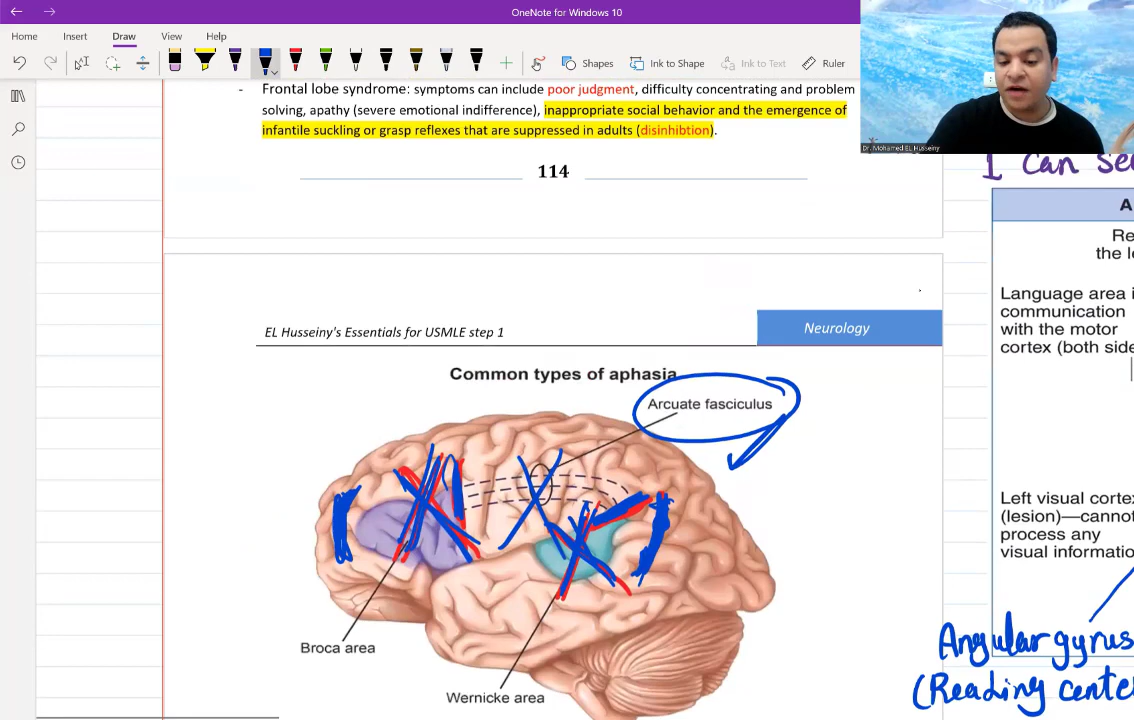 OneNote for Windows 10
Home Insert Draw View Help
Shapes Ink to Shape Ink to Text Ruler
- Frontal lobe syndrome: symptoms can include poor judgment, difficulty concentrating and problem
solving, apathy (severe emotional indifference), inappropriate social behavior and the emergence of
infantile suckling or grasp reflexes that are suppressed in adults (disinhibtion).
114
Dr. Mohamed EL Husseiny
EL Husseiny's Essentials for USMLE step 1
Neurology
Common types of aphasia
Arcuate fasciculus
Broca area
Wernicke area
I can se
A
Re
the le
Language area i
communication
with the motor
cortex (both side
Left visual corte
(lesion)—cannot
process any
visual informatio
Angular gyrus
(Reading cente